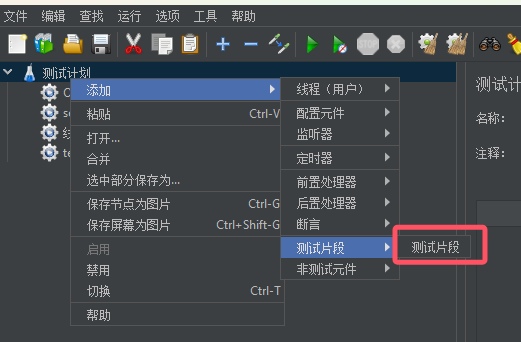 文件 编辑 查找 运行 选项 工具 帮助
STOP
测试计划
添加
粘贴 Ctrl-V
打开...
合并
选中部分保存为...
保存节点为图片 Ctrl-G
保存屏幕为图片 Ctrl+Shift-G
启用
禁用
切换 Ctrl-T
帮助
线程（用户）
配置元件
监听器
定时器
前置处理器
后置处理器
断言
测试片段
非测试元件
测试片段
测试计
名称:
注释: